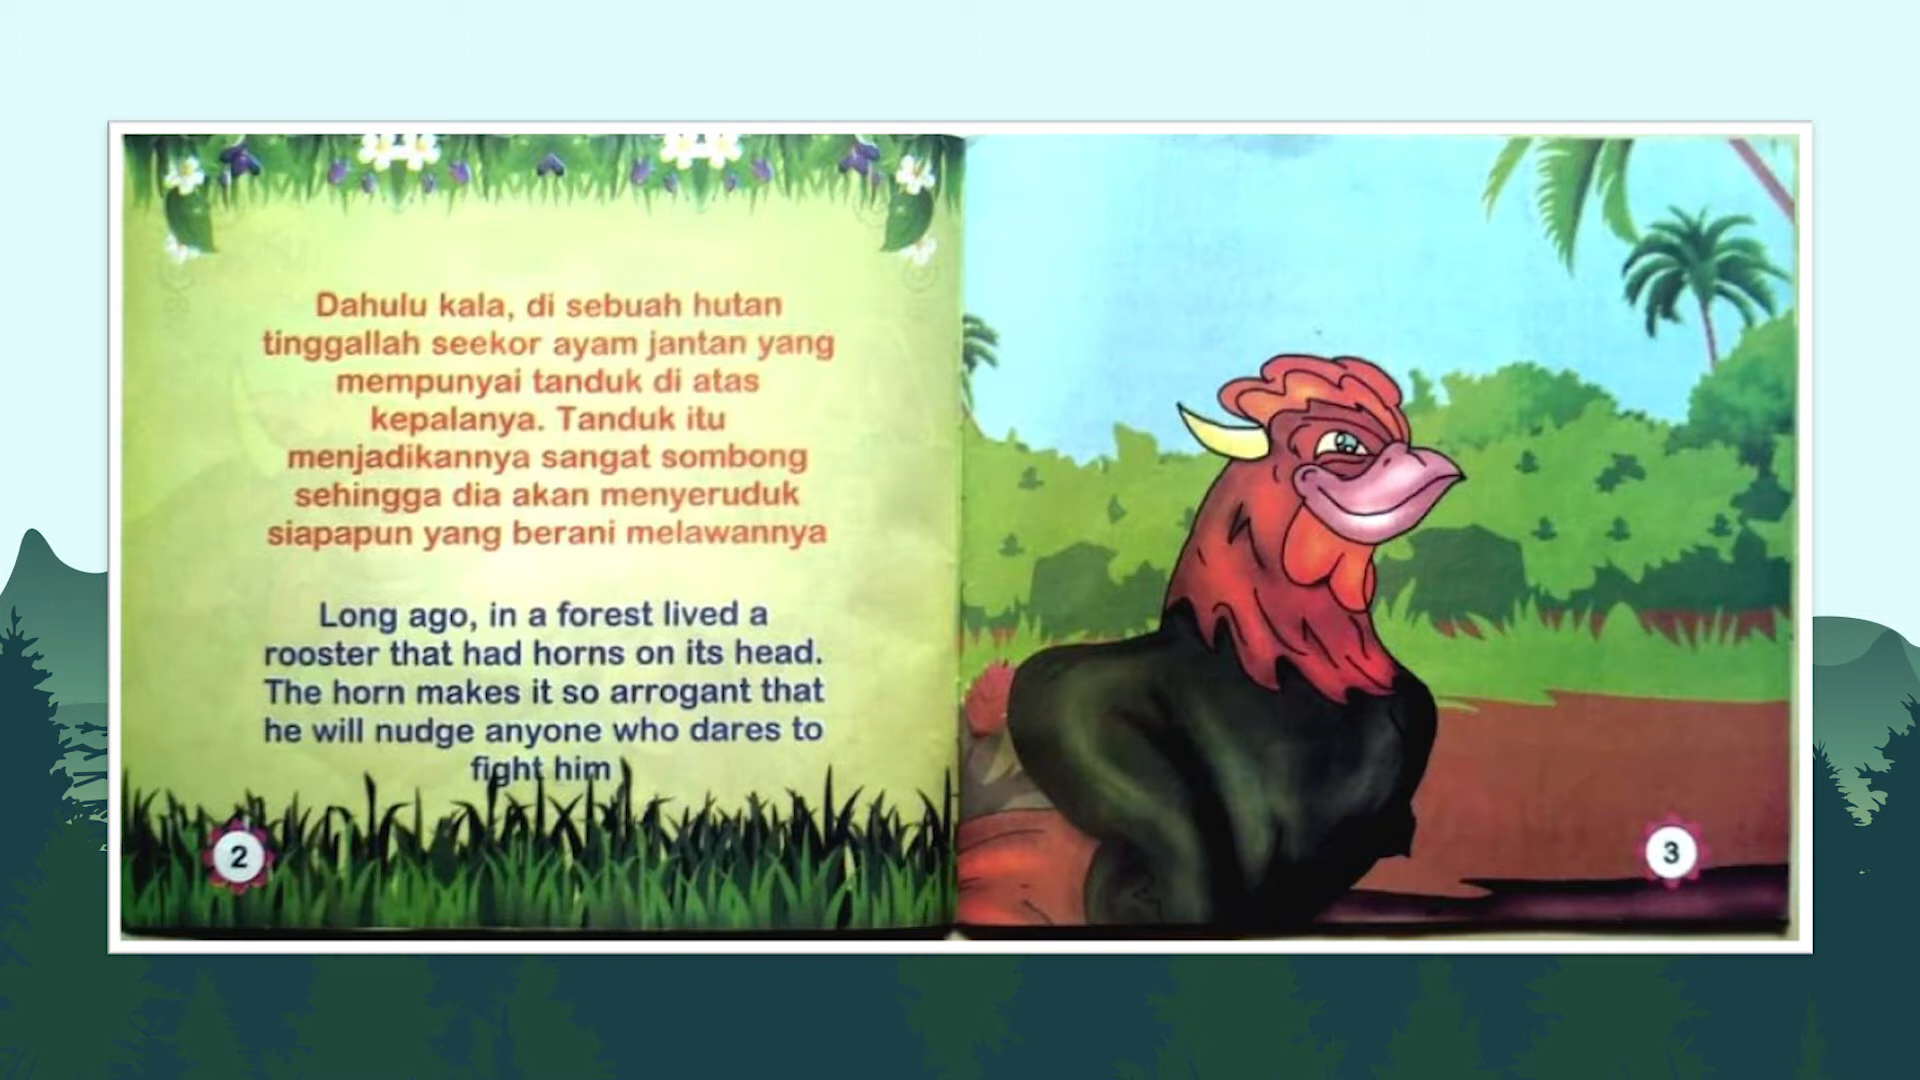 Dahulu kala, di sebuah hutan
tinggallah seekor ayam jantan yang
mempunyai tanduk di atas
kepalanya. Tanduk itu
menjadikannya sangat sombong
sehingga dia akan menyeruduk
siapapun yang berani melawannya
Long ago, in a forest lived a
rooster that had horns on its head.
The horn makes it so arrogant that
he will nudge anyone who dares to
fight him
2
3